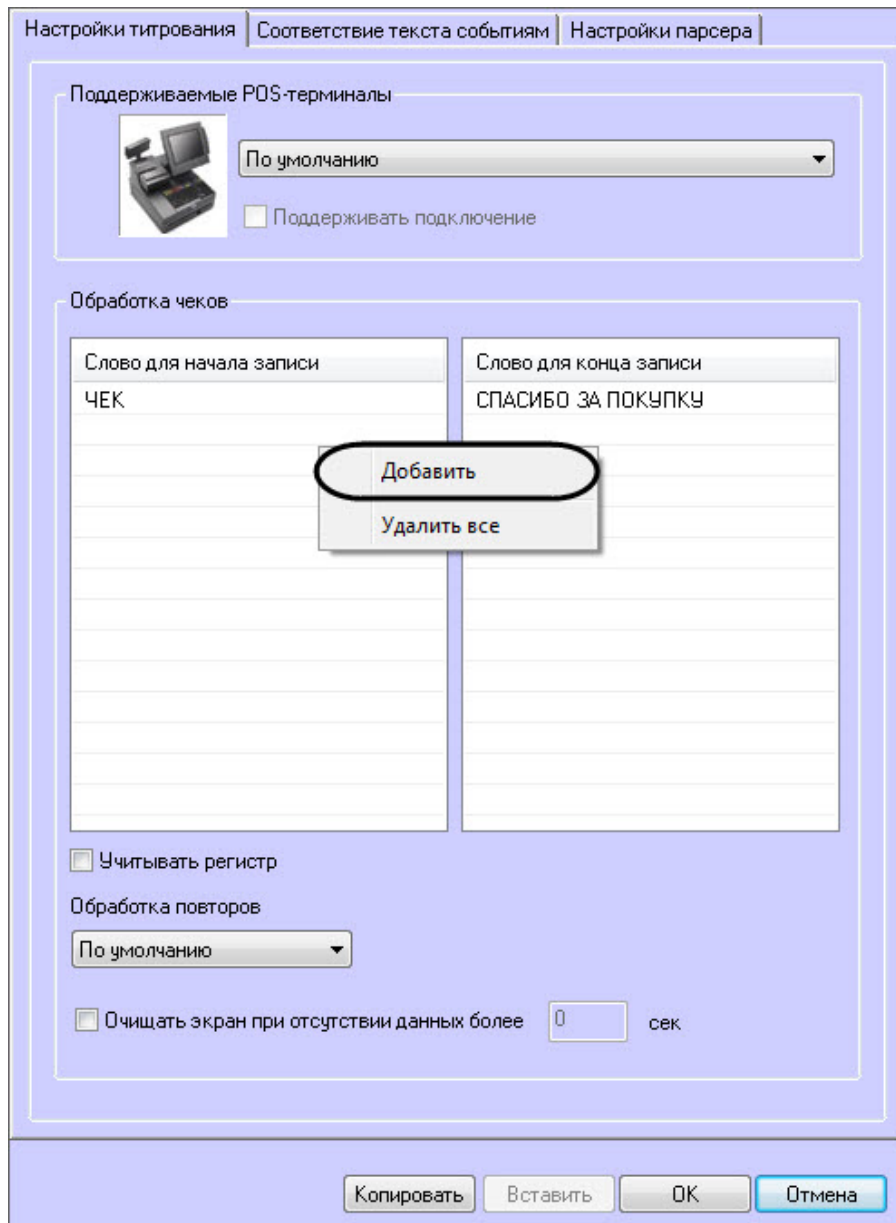 Настройки титрования Соответствие текста событиям Настройки парсера
Поддерживаемые POS-терминалы
По умолчанию
Поддерживать подключение
Обработка чеков
Слово для начала записи Слово для конца записи
ЧЕК СПАСИБО ЗА ПОКУПКУ
Добавить
Удалить все
Учитывать регистр
Обработка повторов
По умолчанию
Очищать экран при отсутствии данных более 0 сек
Копировать Вставить OK Отмена